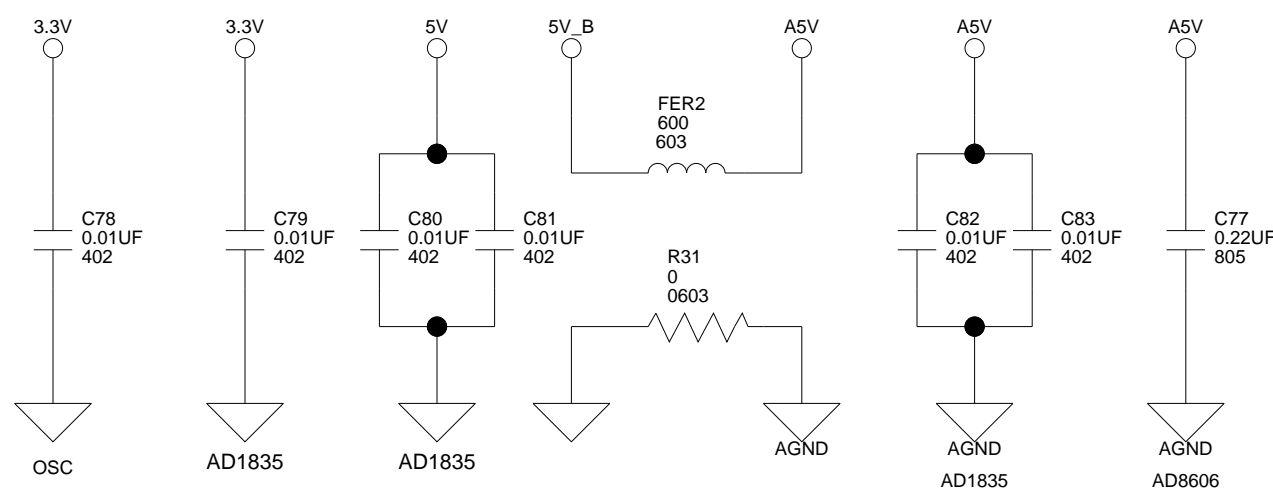 3.3V
3.3V
5V
5V_B
A5V
A5V
A5V
FER2
600
603
C78
0.01UF
402
C79
0.01UF
402
C80
0.01UF
402
C81
0.01UF
402
R31
0
0603
C82
0.01UF
402
C83
0.01UF
402
C77
0.22UF
805
OSC
AD1835
AD1835
AGND
AGND
AD1835
AGND
AD8606